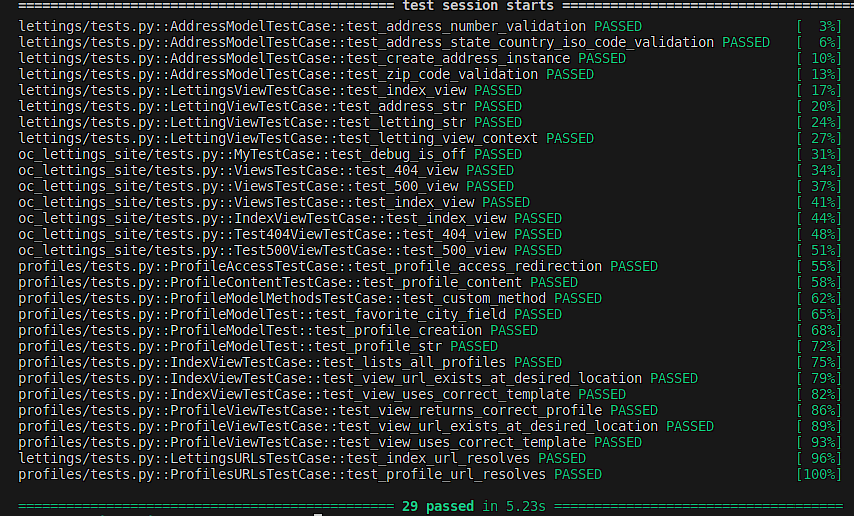 ============================================== test session starts ===================================
lettings/tests.py::AddressModelTestCase::test_address_number_validation PASSED [  3%]
lettings/tests.py::AddressModelTestCase::test_address_state_country_iso_code_validation PASSED [  6%]
lettings/tests.py::AddressModelTestCase::test_create_address_instance PASSED [ 10%]
lettings/tests.py::AddressModelTestCase::test_zip_code_validation PASSED [ 13%]
lettings/tests.py::LettingsViewTestCase::test_index_view PASSED [ 17%]
lettings/tests.py::LettingViewTestCase::test_address_str PASSED [ 20%]
lettings/tests.py::LettingViewTestCase::test_letting_str PASSED [ 24%]
lettings/tests.py::LettingViewTestCase::test_letting_view_context PASSED [ 27%]
oc_lettings_site/tests.py::MyTestCase::test_debug_is_off PASSED [ 31%]
oc_lettings_site/tests.py::ViewsTestCase::test_404_view PASSED [ 34%]
oc_lettings_site/tests.py::ViewsTestCase::test_500_view PASSED [ 37%]
oc_lettings_site/tests.py::ViewsTestCase::test_index_view PASSED [ 41%]
oc_lettings_site/tests.py::IndexViewTestCase::test_index_view PASSED [ 44%]
oc_lettings_site/tests.py::Test404ViewTestCase::test_404_view PASSED [ 48%]
oc_lettings_site/tests.py::Test500ViewTestCase::test_500_view PASSED [ 51%]
profiles/tests.py::ProfileAccessTestCase::test_profile_access_redirection PASSED [ 55%]
profiles/tests.py::ProfileContentTestCase::test_profile_content PASSED [ 58%]
profiles/tests.py::ProfileModelMethodsTestCase::test_custom_method PASSED [ 62%]
profiles/tests.py::ProfileModelTest::test_favorite_city_field PASSED [ 65%]
profiles/tests.py::ProfileModelTest::test_profile_creation PASSED [ 68%]
profiles/tests.py::ProfileModelTest::test_profile_str PASSED [ 72%]
profiles/tests.py::IndexViewTestCase::test_lists_all_profiles PASSED [ 75%]
profiles/tests.py::IndexViewTestCase::test_view_url_exists_at_desired_location PASSED [ 79%]
profiles/tests.py::IndexViewTestCase::test_view_uses_correct_template PASSED [ 82%]
profiles/tests.py::ProfileViewTestCase::test_view_returns_correct_profile PASSED [ 86%]
profiles/tests.py::ProfileViewTestCase::test_view_url_exists_at_desired_location PASSED [ 89%]
profiles/tests.py::ProfileViewTestCase::test_view_uses_correct_template PASSED [ 93%]
lettings/tests.py::LettingsURLsTestCase::test_index_url_resolves PASSED [ 96%]
profiles/tests.py::ProfilesURLsTestCase::test_profile_url_resolves PASSED [100%]
============================================== 29 passed in 5.23s ====================================